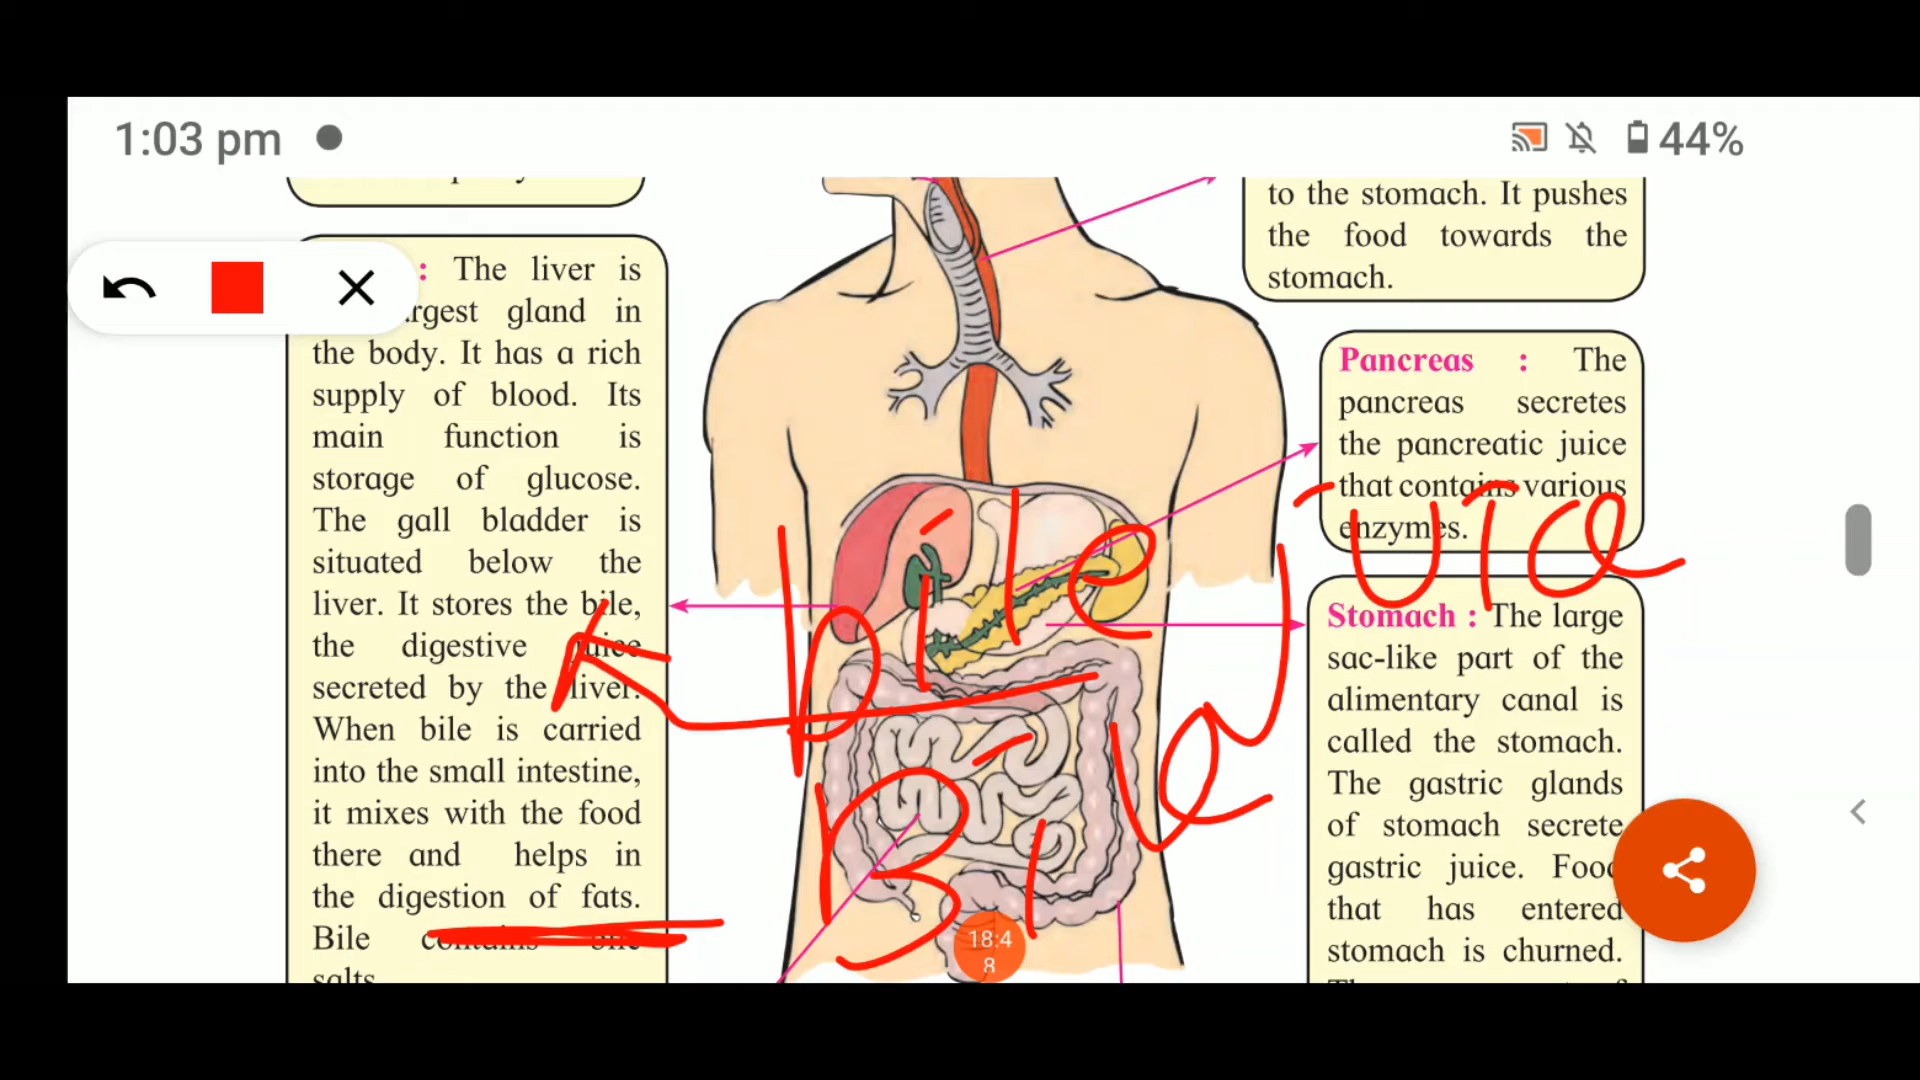 1:03 pm
44%
: The liver is
argest gland in
the body. It has a rich
supply of blood. Its
main function is
storage of glucose.
The gall bladder is
situated below the
liver. It stores the bile,
the digestive juice
secreted by the liver.
When bile is carried
into the small intestine,
it mixes with the food
there and helps in
the digestion of fats.
Bile contains bile
salts.
to the stomach. It pushes
the food towards the
stomach.
Pancreas : The
pancreas secretes
the pancreatic juice
that contains various
enzymes.
Stomach : The large
sac-like part of the
alimentary canal is
called the stomach.
The gastric glands
of stomach secrete
gastric juice. Food
that has entered
stomach is churned.
bile
Bile
Juice
18:4
8